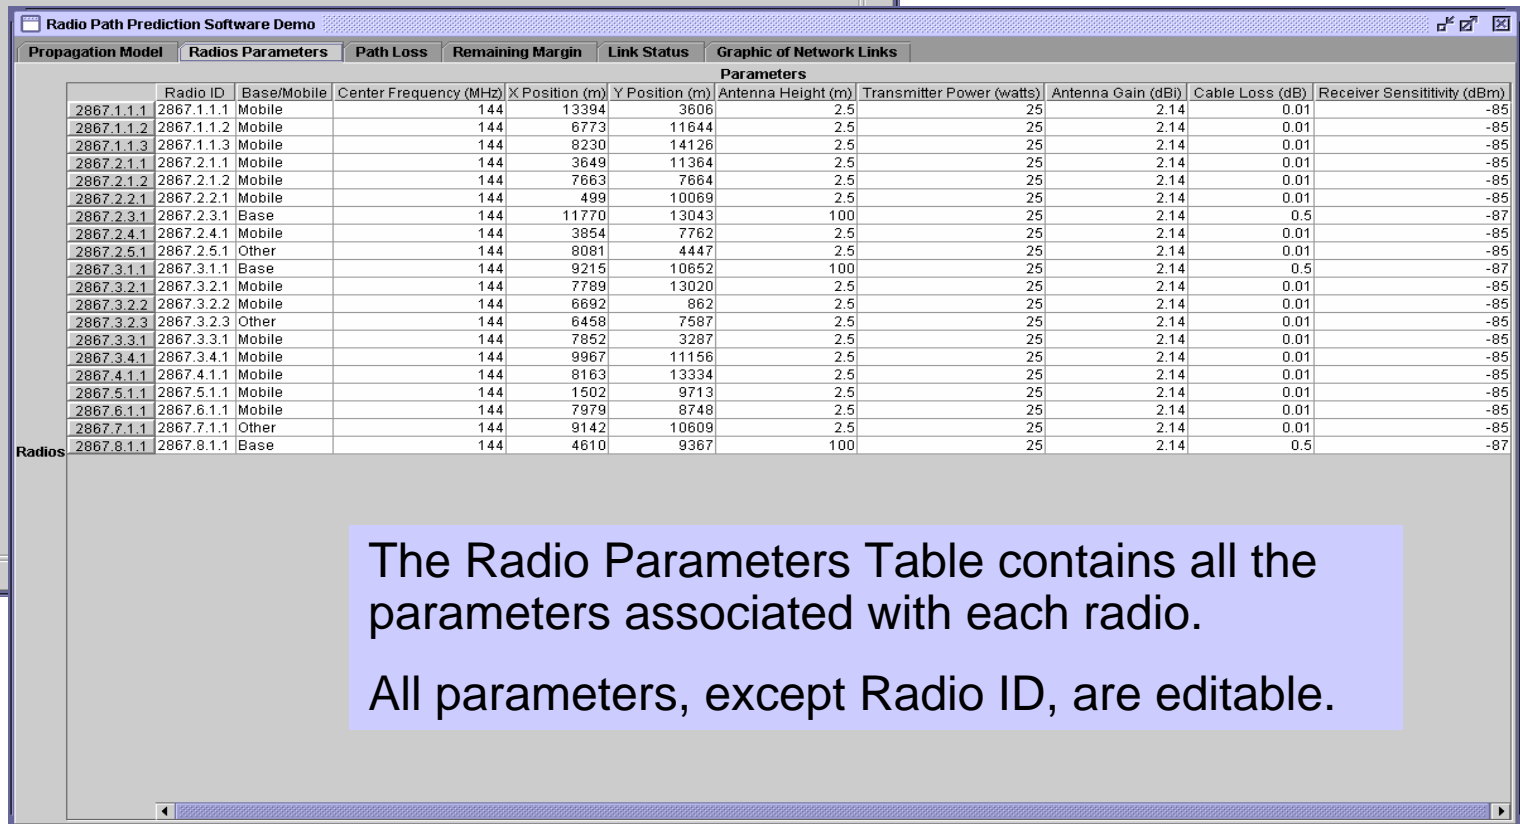 Radio Path Prediction Software Demo
Propagation Model Radios Parameters Path Loss Remaining Margin Link Status Graphic of Network Links
Parameters
Radio ID Base/Mobile Center Frequency (MHz) X Position (m) Y Position (m) Antenna Height (m) Transmitter Power (watts) Antenna Gain (dBi) Cable Loss (dB) Receiver Sensititivity (dBm)
2867.1.1.1 2867.1.1.1 Mobile 144 13394 3606 2.5 25 2.14 0.01 -85
2867.1.1.2 2867.1.1.2 Mobile 144 6773 11644 2.5 25 2.14 0.01 -85
2867.1.1.3 2867.1.1.3 Mobile 144 8230 14126 2.5 25 2.14 0.01 -85
2867.2.1.1 2867.2.1.1 Mobile 144 3649 11364 2.5 25 2.14 0.01 -85
2867.2.1.2 2867.2.1.2 Mobile 144 7663 7664 2.5 25 2.14 0.01 -85
2867.2.2.1 2867.2.2.1 Mobile 144 499 10069 2.5 25 2.14 0.01 -85
2867.2.3.1 2867.2.3.1 Base 144 11770 13043 100 25 2.14 0.5 -87
2867.2.4.1 2867.2.4.1 Mobile 144 3854 7762 2.5 25 2.14 0.01 -85
2867.2.5.1 2867.2.5.1 Other 144 8081 4447 2.5 25 2.14 0.01 -85
2867.3.1.1 2867.3.1.1 Base 144 9215 10652 100 25 2.14 0.5 -87
2867.3.2.1 2867.3.2.1 Mobile 144 7789 13020 2.5 25 2.14 0.01 -85
2867.3.2.2 2867.3.2.2 Mobile 144 6692 862 2.5 25 2.14 0.01 -85
2867.3.2.3 2867.3.2.3 Other 144 6458 7587 2.5 25 2.14 0.01 -85
2867.3.3.1 2867.3.3.1 Mobile 144 7852 3287 2.5 25 2.14 0.01 -85
2867.3.4.1 2867.3.4.1 Mobile 144 9967 11156 2.5 25 2.14 0.01 -85
2867.4.1.1 2867.4.1.1 Mobile 144 8163 13334 2.5 25 2.14 0.01 -85
2867.5.1.1 2867.5.1.1 Mobile 144 1502 9713 2.5 25 2.14 0.01 -85
2867.6.1.1 2867.6.1.1 Mobile 144 7979 8748 2.5 25 2.14 0.01 -85
2867.7.1.1 2867.7.1.1 Other 144 9142 10609 2.5 25 2.14 0.01 -85
Radios 2867.8.1.1 2867.8.1.1 Base 144 4610 9367 100 25 2.14 0.5 -87
The Radio Parameters Table contains all the
parameters associated with each radio.
All parameters, except Radio ID, are editable.